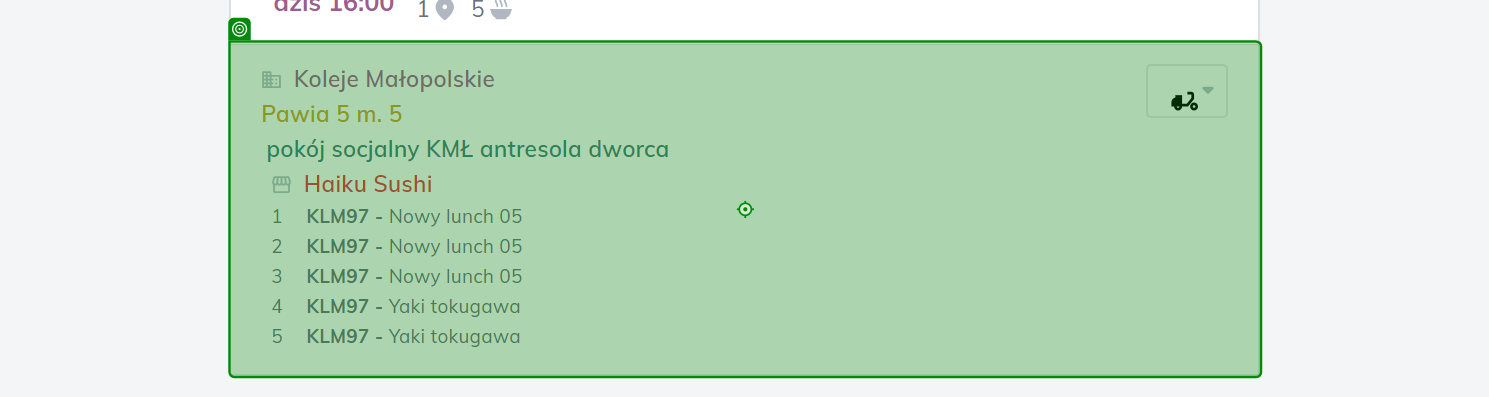 dziś 16:00 1 5
Koleje Małopolskie
Pawia 5 m. 5
pokój socjalny KMŁ antresola dworca
Haiku Sushi
1 KLM97 - Nowy lunch 05
2 KLM97 - Nowy lunch 05
3 KLM97 - Nowy lunch 05
4 KLM97 - Yaki tokugawa
5 KLM97 - Yaki tokugawa